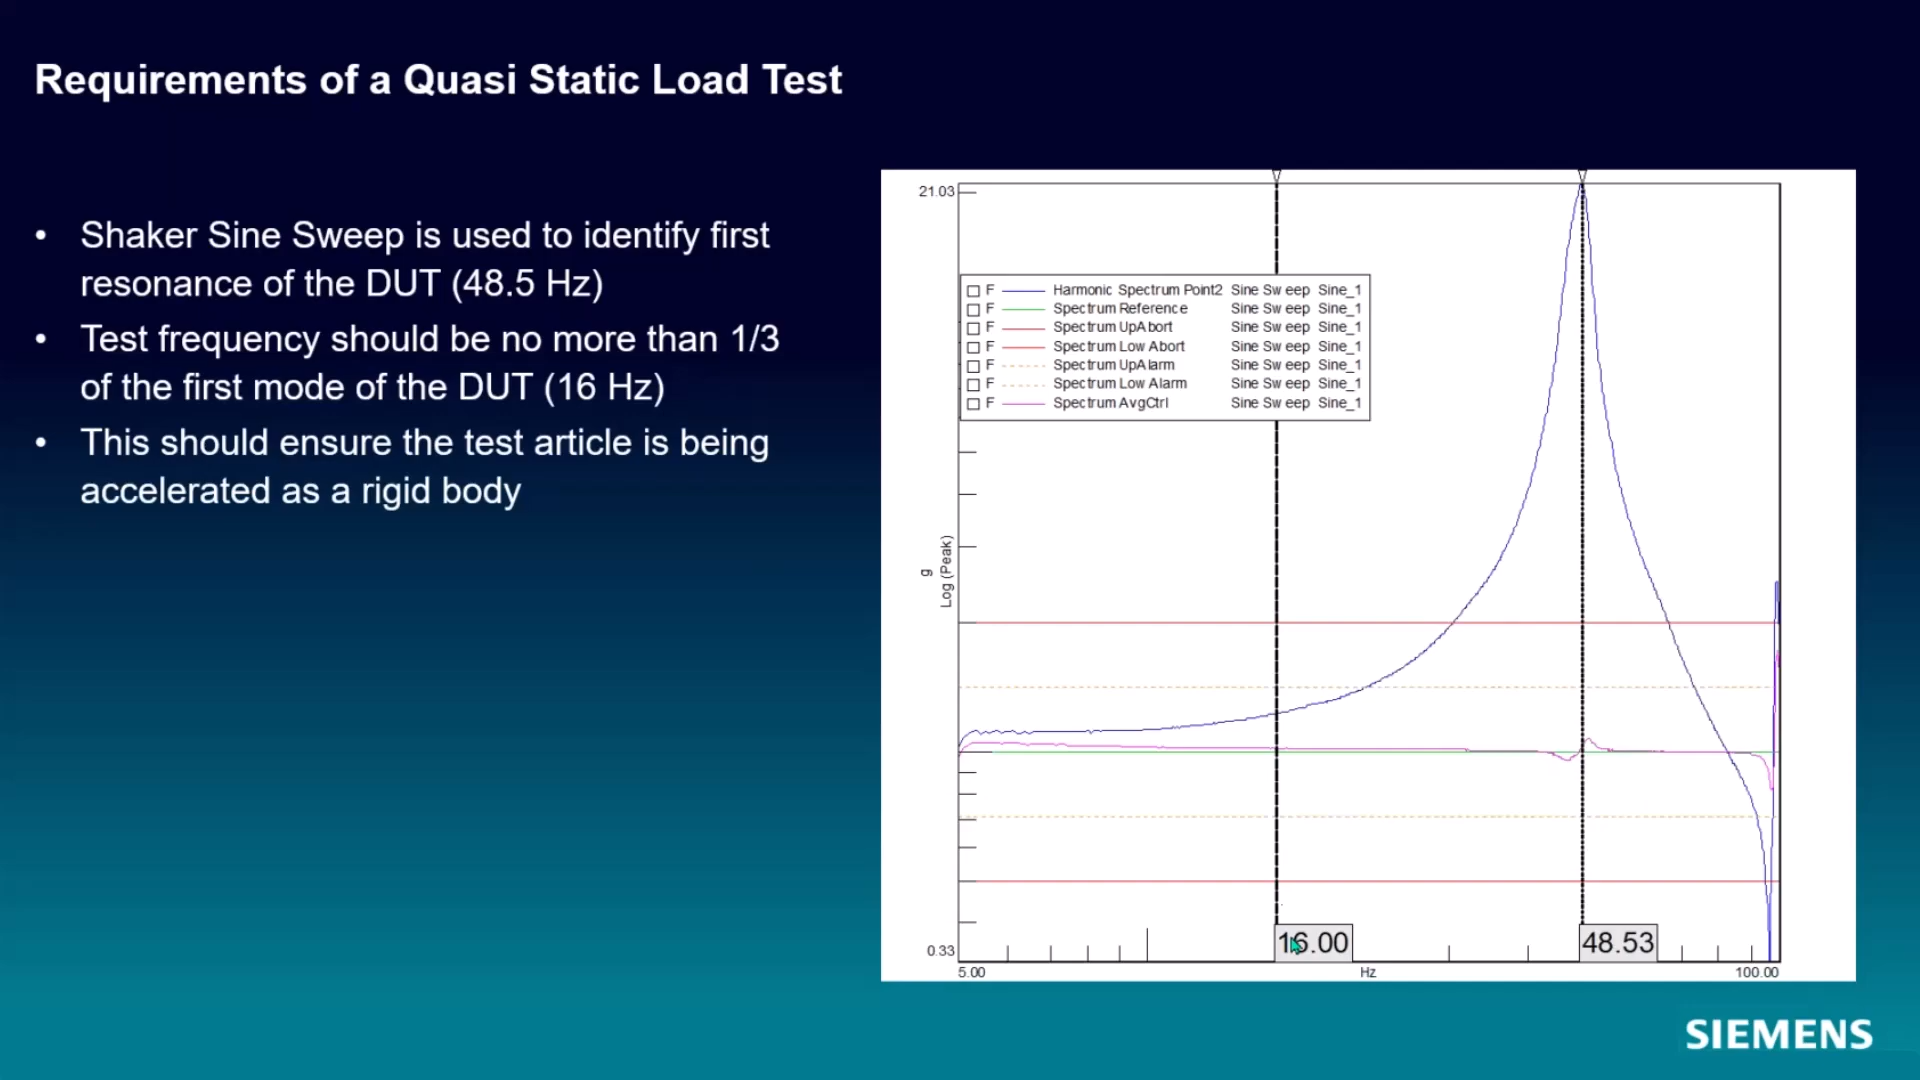 Requirements of a Quasi Static Load Test
• Shaker Sine Sweep is used to identify first
resonance of the DUT (48.5 Hz)
• Test frequency should be no more than 1/3
of the first mode of the DUT (16 Hz)
• This should ensure the test article is being
accelerated as a rigid body
21.03
F Harmonic Spectrum Point2 Sine Sweep Sine_1
F Spectrum Reference Sine Sweep Sine_1
F Spectrum UpAbort Sine Sweep Sine_1
F Spectrum Low Abort Sine Sweep Sine_1
F Spectrum UpAlarm Sine Sweep Sine_1
F Spectrum Low Alarm Sine Sweep Sine_1
F Spectrum AvgCtrl Sine Sweep Sine_1
g
Log (Peak)
0.33
16.00
48.53
5.00
Hz
100.00
SIEMENS